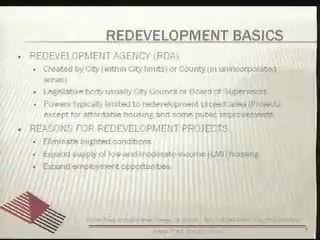 REDEVELOPMENT BASICS
• REDEVELOPMENT AGENCY (RDA)
• Created by City (within City limits) or County (in unincorporated
areas)
• Legislative body usually City Council or Board of Supervisors
• Powers typically limited to redevelopment project area (Project)
except for affordable housing and some public improvements
• REASONS FOR REDEVELOPMENT PROJECTS
• Eliminate blighted conditions
• Expand supply of low-and-moderate-income (LMI) housing
• Expand employment opportunities